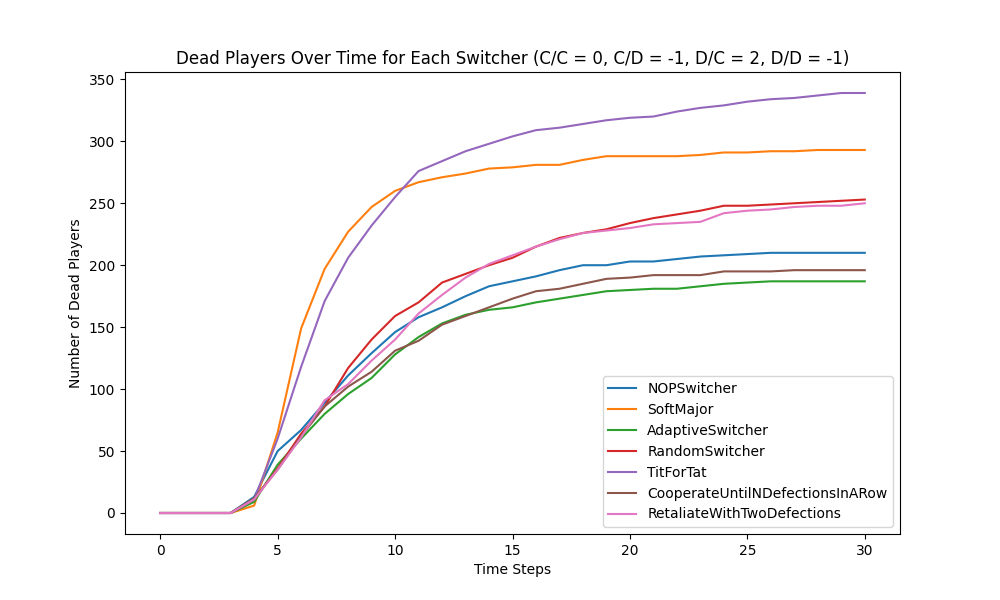 Dead Players Over Time for Each Switcher (C/C = 0, C/D = -1, D/C = 2, D/D = -1)
Number of Dead Players
350
300
250
200
150
100
50
0
NOPSwitcher
SoftMajor
AdaptiveSwitcher
RandomSwitcher
TitForTat
CooperateUntilNDefectionsInARow
RetaliateWithTwoDefections
0 5 10 15 20 25 30
Time Steps